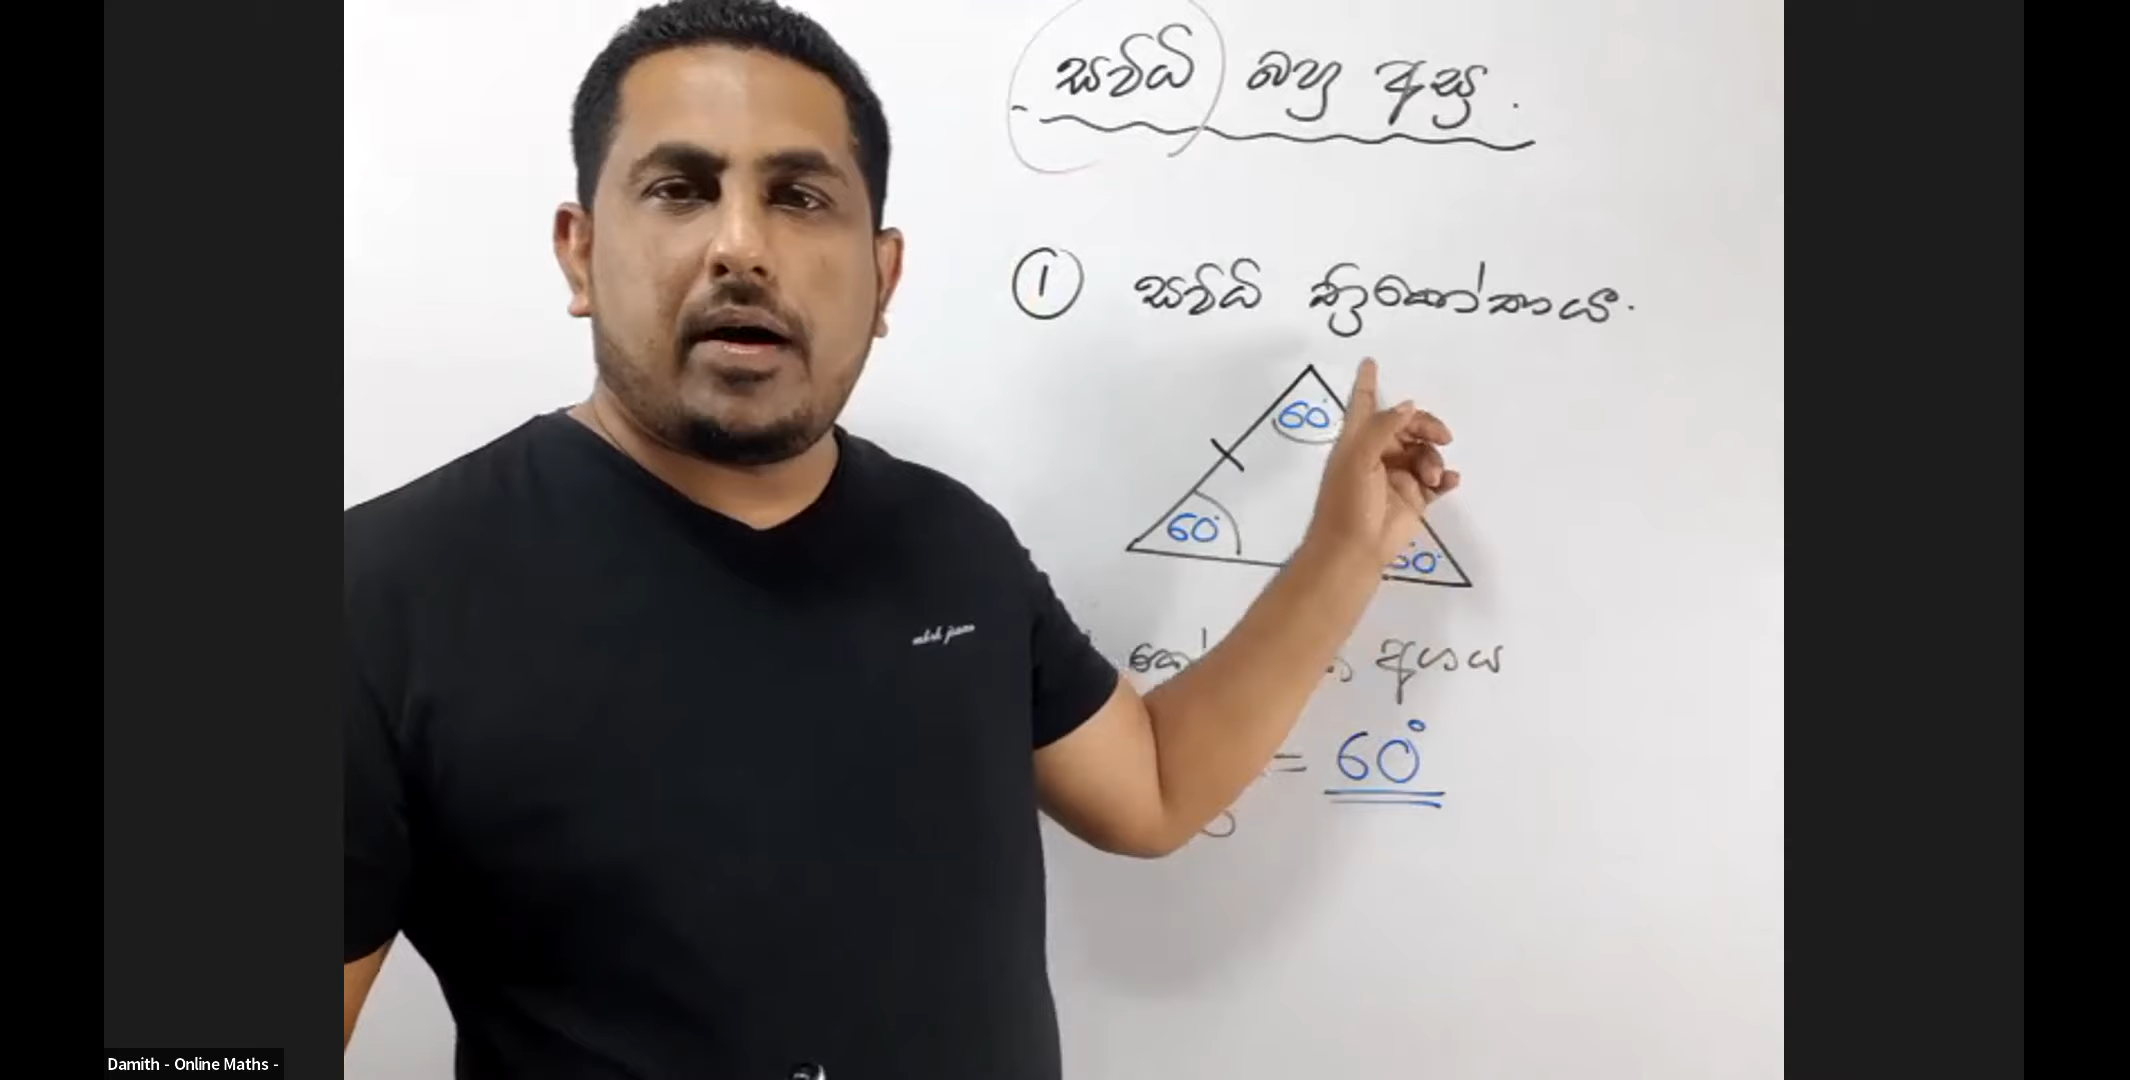 සවිධි බහු අස්‍ර.
① සවිධි ත්‍රිකෝණය.
60°
60°
60°
අගය
= 60°
Damith - Online Maths -